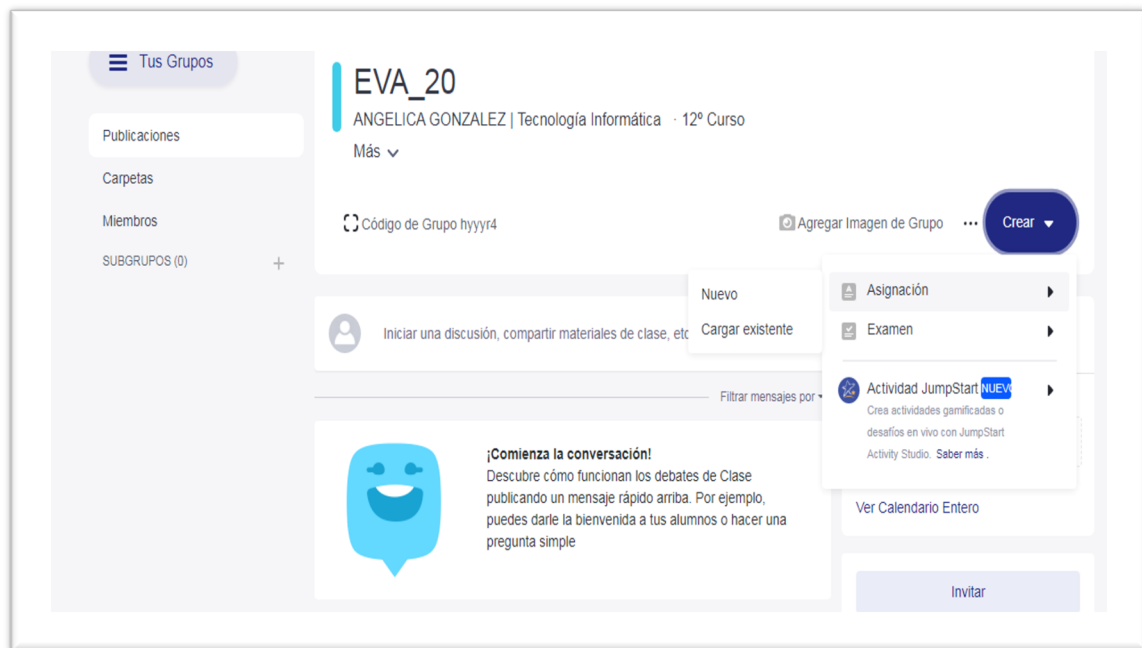 Tus Grupos
Publicaciones
Carpetas
Miembros
SUBGRUPOS (0)
EVA_20
ANGELICA GONZALEZ | Tecnología Informática · 12º Curso
Más
Código de Grupo hyyyr4
Agregar Imagen de Grupo
Crear
Nuevo
Cargar existente
Asignación
Examen
Actividad JumpStart NUEVO
Crea actividades gamificadas o
desafíos en vivo con JumpStart
Activity Studio. Saber más .
Iniciar una discusión, compartir materiales de clase, etc
Filtrar mensajes por
¡Comienza la conversación!
Descubre cómo funcionan los debates de Clase
publicando un mensaje rápido arriba. Por ejemplo,
puedes darle la bienvenida a tus alumnos o hacer una
pregunta simple
Ver Calendario Entero
Invitar